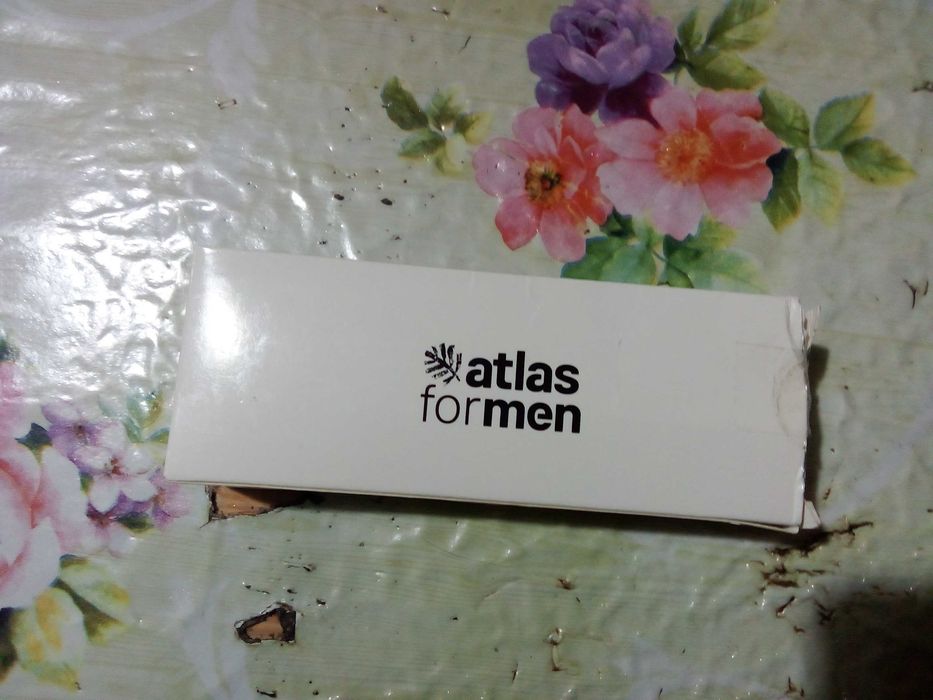 atlas
formen